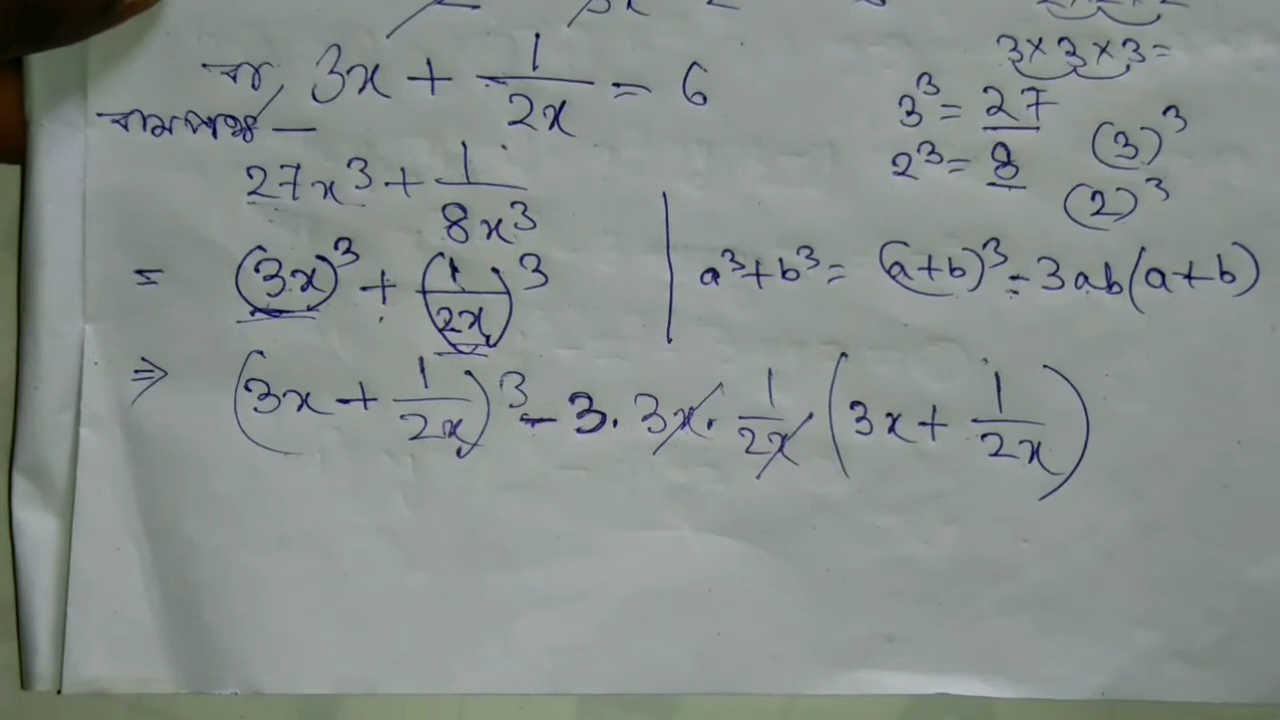 বা, 3x + 1/2x = 6
বামপক্ষ —
27x³ + 1/8x³
= (3x)³ + (1/2x)³
⇒ (3x + 1/2x)³ - 3. 3x. 1/2x (3x + 1/2x)
3×3×3=
3³ = 27
2³ = 8
(3)³
(2)³
a³+b³ = (a+b)³ - 3ab(a+b)